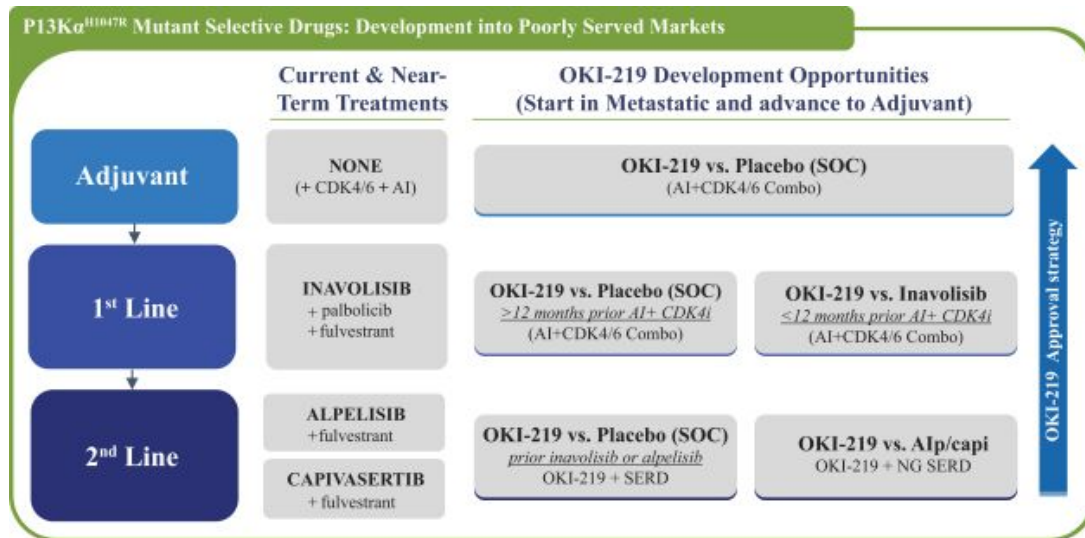 P13Kα^H1047R Mutant Selective Drugs: Development into Poorly Served Markets
Current & Near-
Term Treatments
OKI-219 Development Opportunities
(Start in Metastatic and advance to Adjuvant)
Adjuvant
NONE
(+ CDK4/6 + AI)
OKI-219 vs. Placebo (SOC)
(AI+CDK4/6 Combo)
1st Line
INAVOLISIB
+ palbolicib
+fulvestrant
OKI-219 vs. Placebo (SOC)
>12 months prior AI+ CDK4i
(AI+CDK4/6 Combo)
OKI-219 vs. Inavolisib
<12 months prior AI+ CDK4i
(AI+CDK4/6 Combo)
2nd Line
ALPELISIB
+fulvestrant
CAPIVASERTIB
+ fulvestrant
OKI-219 vs. Placebo (SOC)
prior inavolisib or alpelisib
OKI-219 + SERD
OKI-219 vs. AIp/capi
OKI-219 + NG SERD
OKI-219 Approval strategy